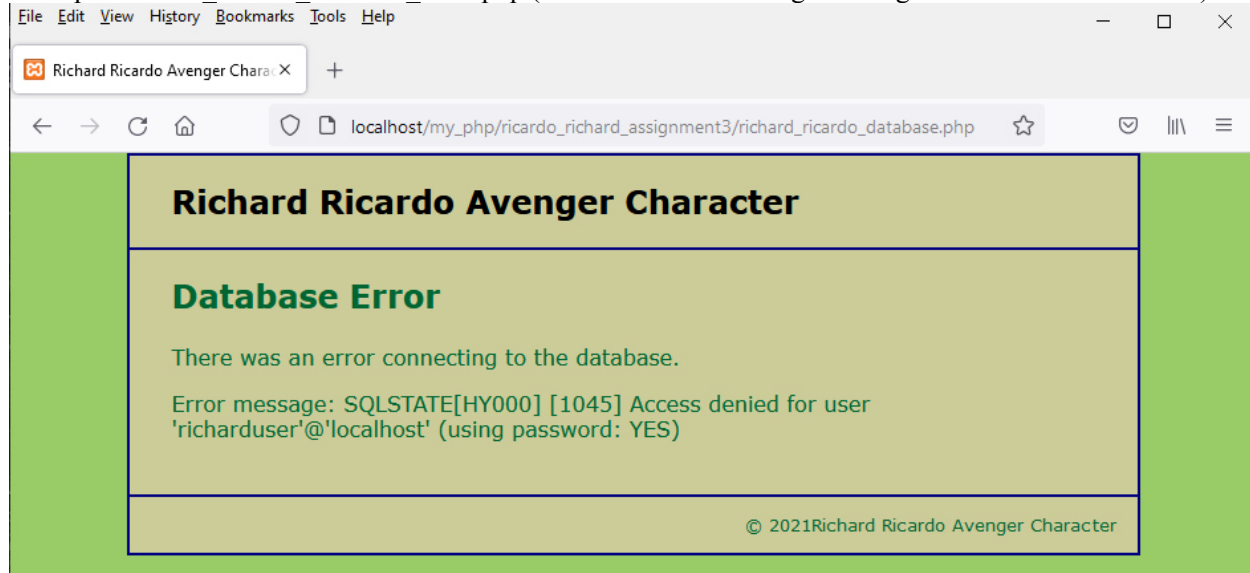 File Edit View History Bookmarks Tools Help
Richard Ricardo Avenger Charac
localhost/my_php/ricardo_richard_assignment3/richard_ricardo_database.php
Richard Ricardo Avenger Character
Database Error
There was an error connecting to the database.
Error message: SQLSTATE[HY000] [1045] Access denied for user
'richarduser'@'localhost' (using password: YES)
© 2021Richard Ricardo Avenger Character